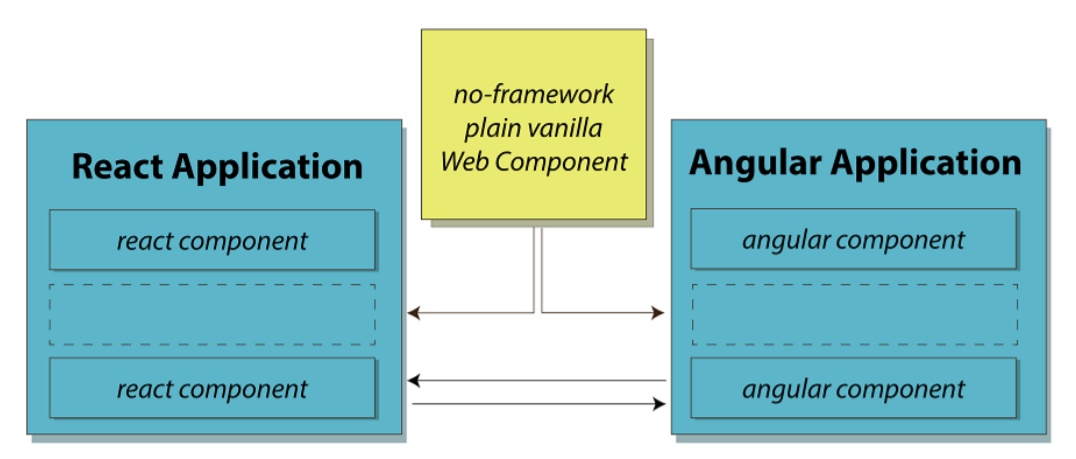 no-framework
plain vanilla
Web Component
React Application
react component
react component
Angular Application
angular component
angular component